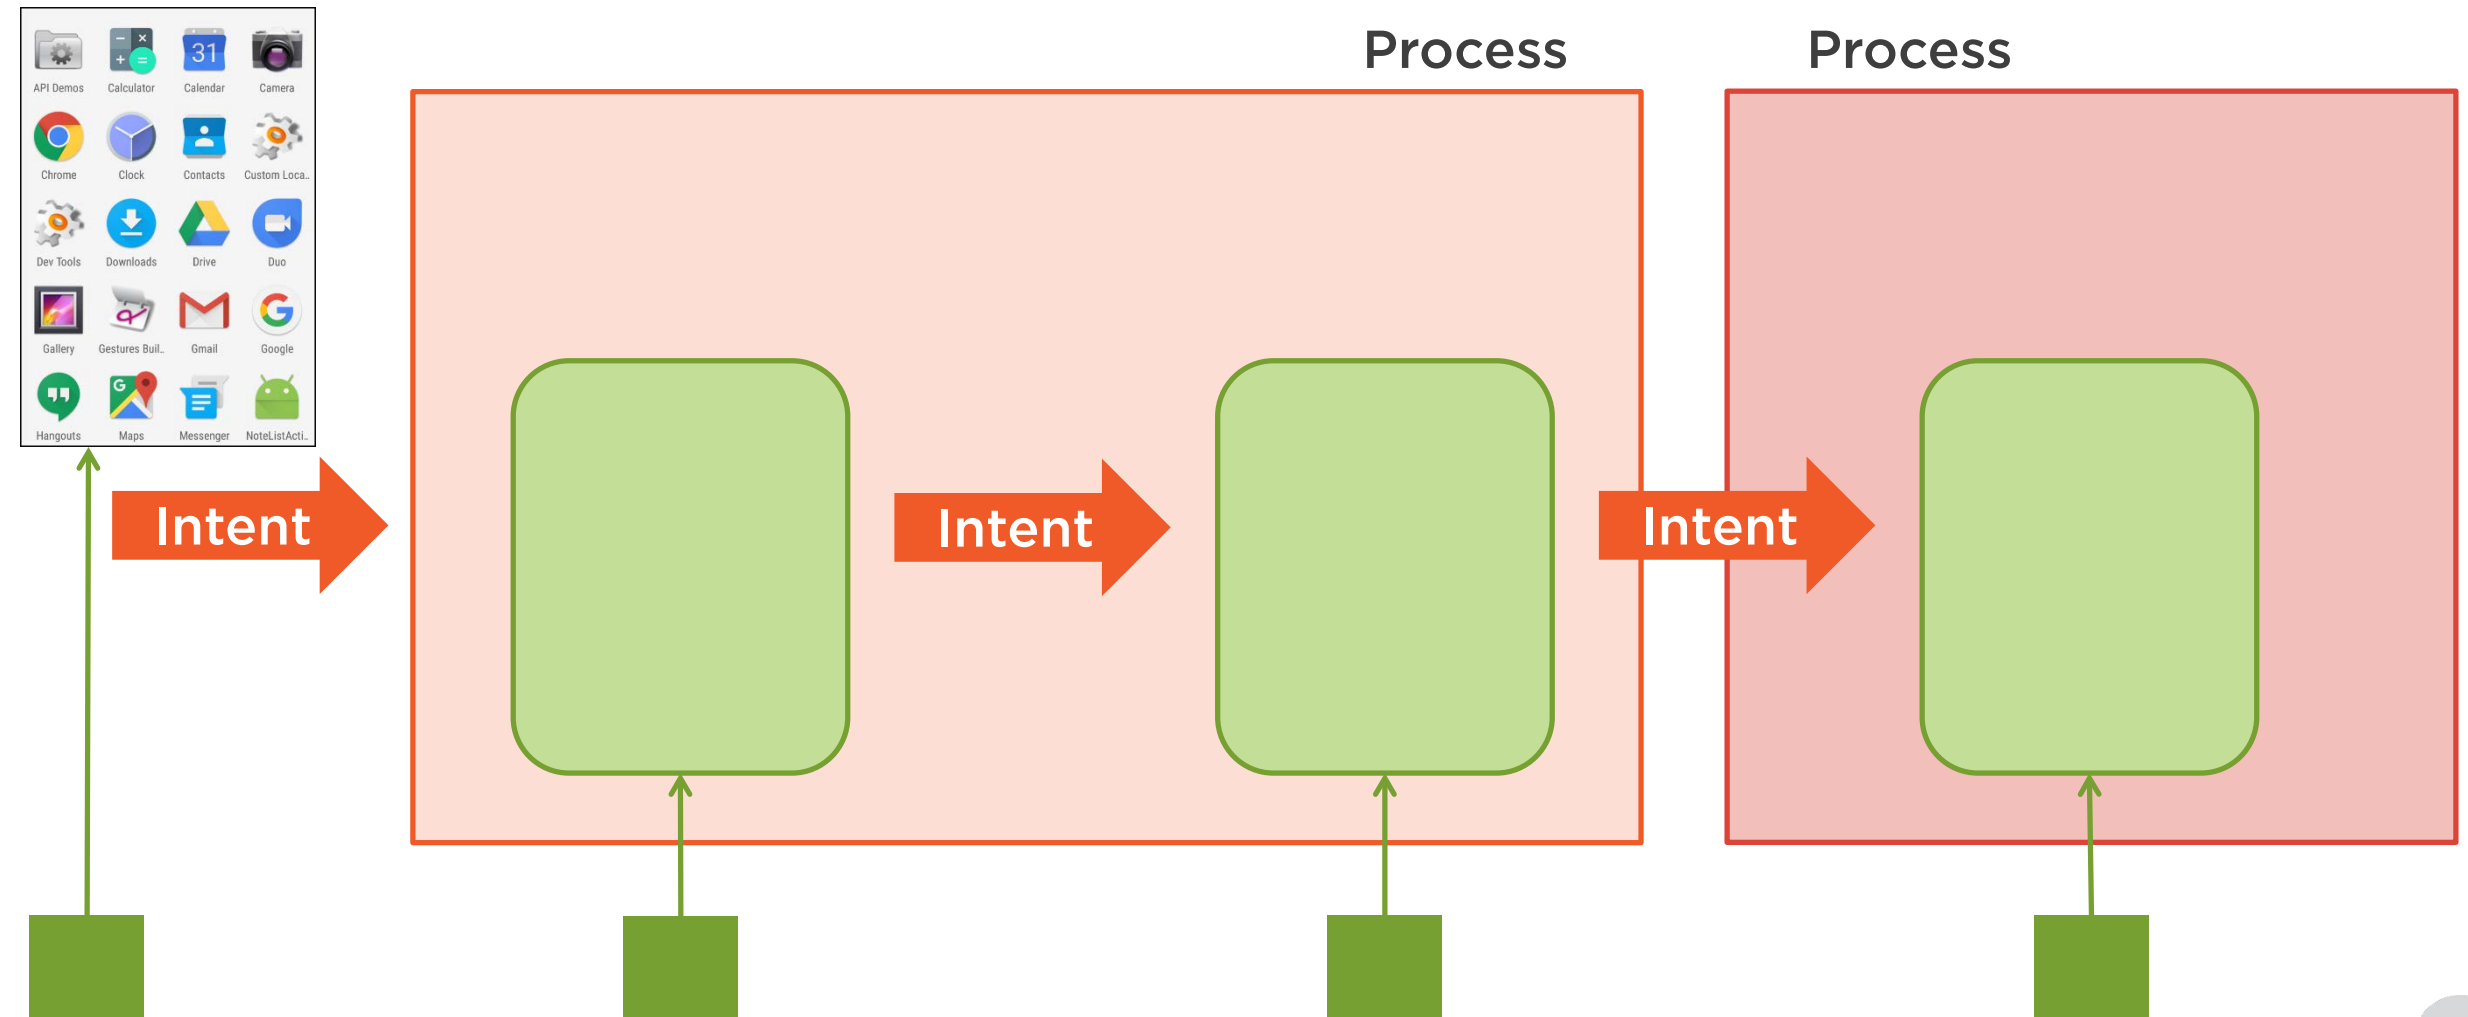 Process Process
31
API Demos Calculator Calendar Camera
Chrome Clock Contacts Custom Loca..
Dev Tools Downloads Drive Duo
G
Gallery Gestures Buil.. Gmail Google
G
Hangouts Maps Messenger NoteListActi..
Intent Intent Intent